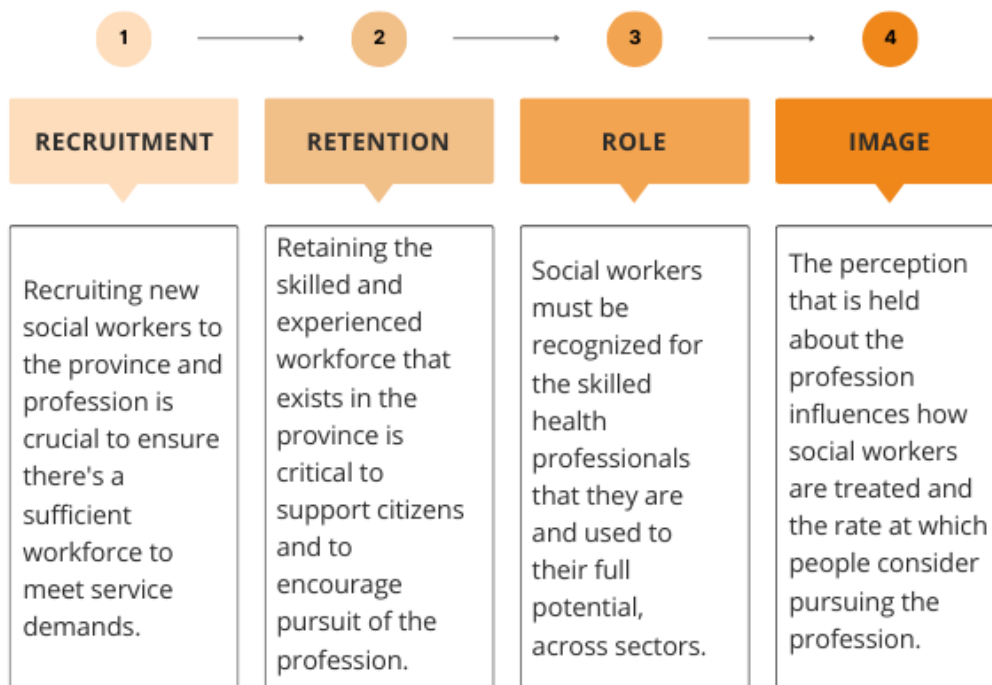 1
2
3
4
RECRUITMENT
RETENTION
ROLE
IMAGE
Recruiting new
social workers to
the province and
profession is
crucial to ensure
there's a
sufficient
workforce to
meet service
demands.
Retaining the
skilled and
experienced
workforce that
exists in the
province is
critical to
support citizens
and to
encourage
pursuit of the
profession.
Social workers
must be
recognized for
the skilled
health
professionals
that they are
and used to
their full
potential,
across sectors.
The perception
that is held
about the
profession
influences how
social workers
are treated and
the rate at which
people consider
pursuing the
profession.